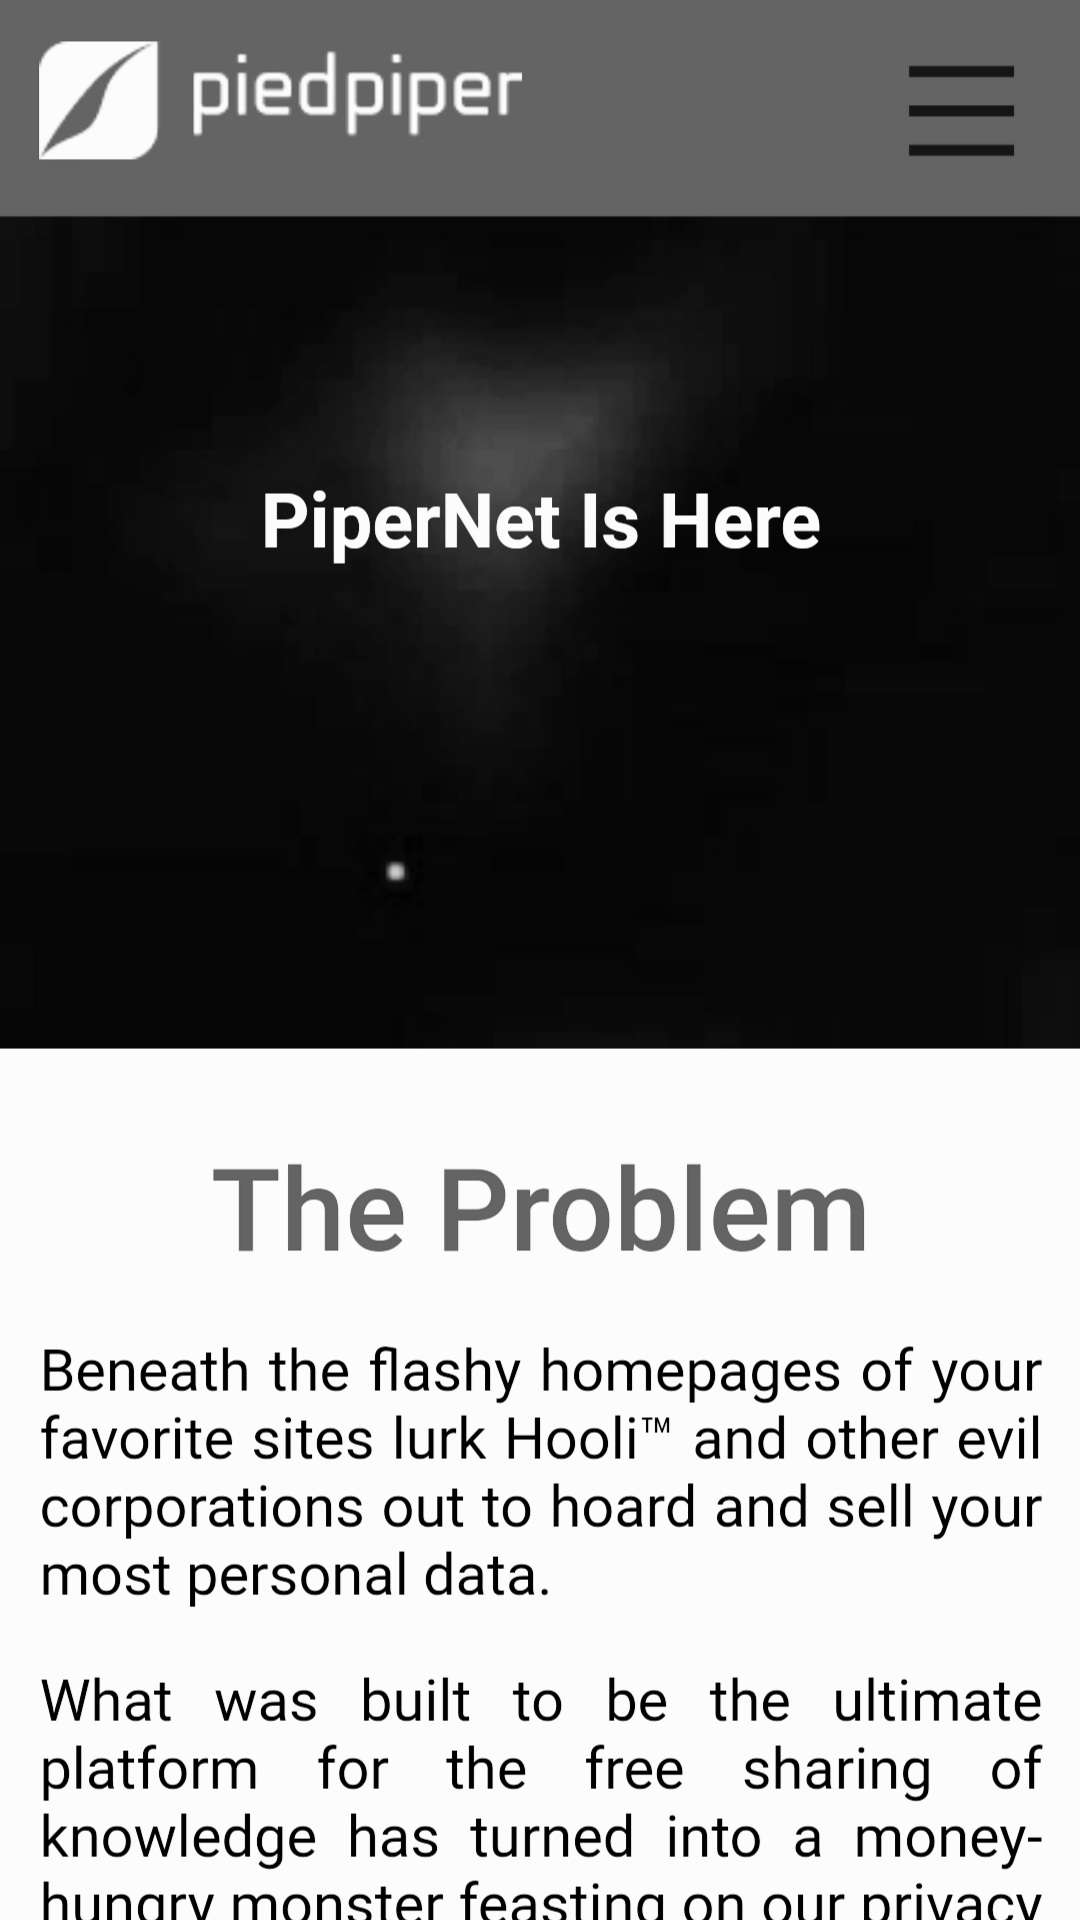 piedpiper
PiperNet Is Here
The Problem
Beneath the flashy homepages of your
favorite sites lurk Hooli™ and other evil
corporations out to hoard and sell your
most personal data.
What was built to be the ultimate
platform for the free sharing of
knowledge has turned into a money-
hungry monster feasting on our privacy